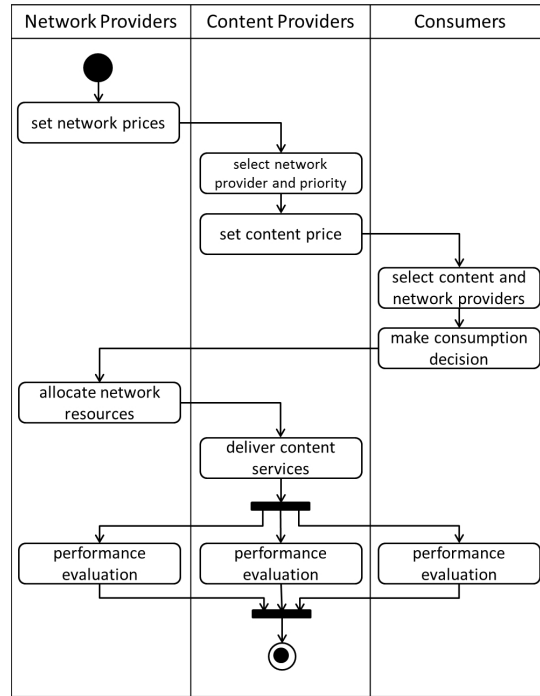 Network Providers
Content Providers
Consumers
set network prices
select network
provider and priority
set content price
select content and
network providers
make consumption
decision
allocate network
resources
deliver content
services
performance
evaluation
performance
evaluation
performance
evaluation